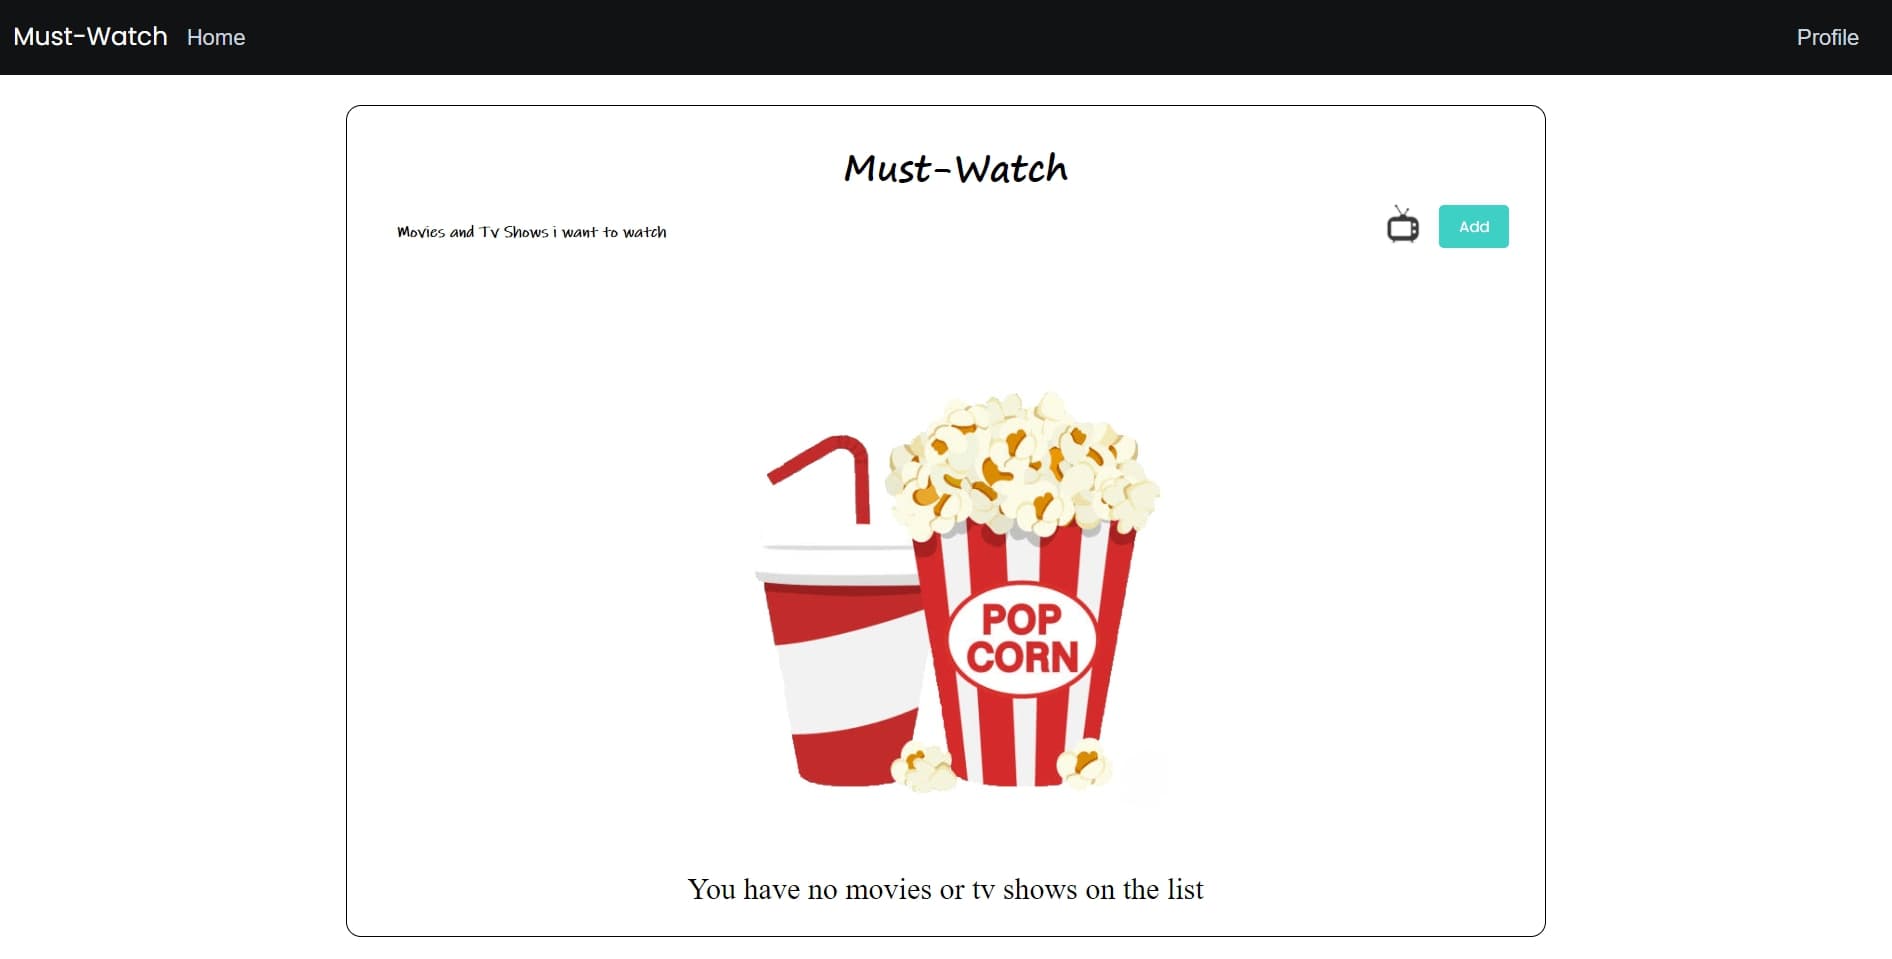 Must-Watch Home Profile
Must-Watch
Movies and Tv Shows i want to watch
Add
POP
CORN
You have no movies or tv shows on the list